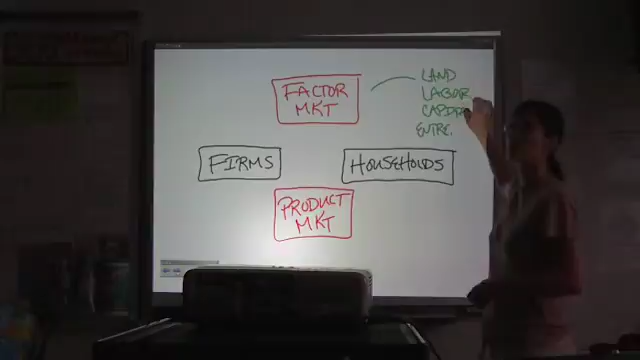 FACTOR
MKT
LAND
LABOR
CAPITAL
ENTRE.
FIRMS
HOUSEHOLDS
PRODUCT
MKT